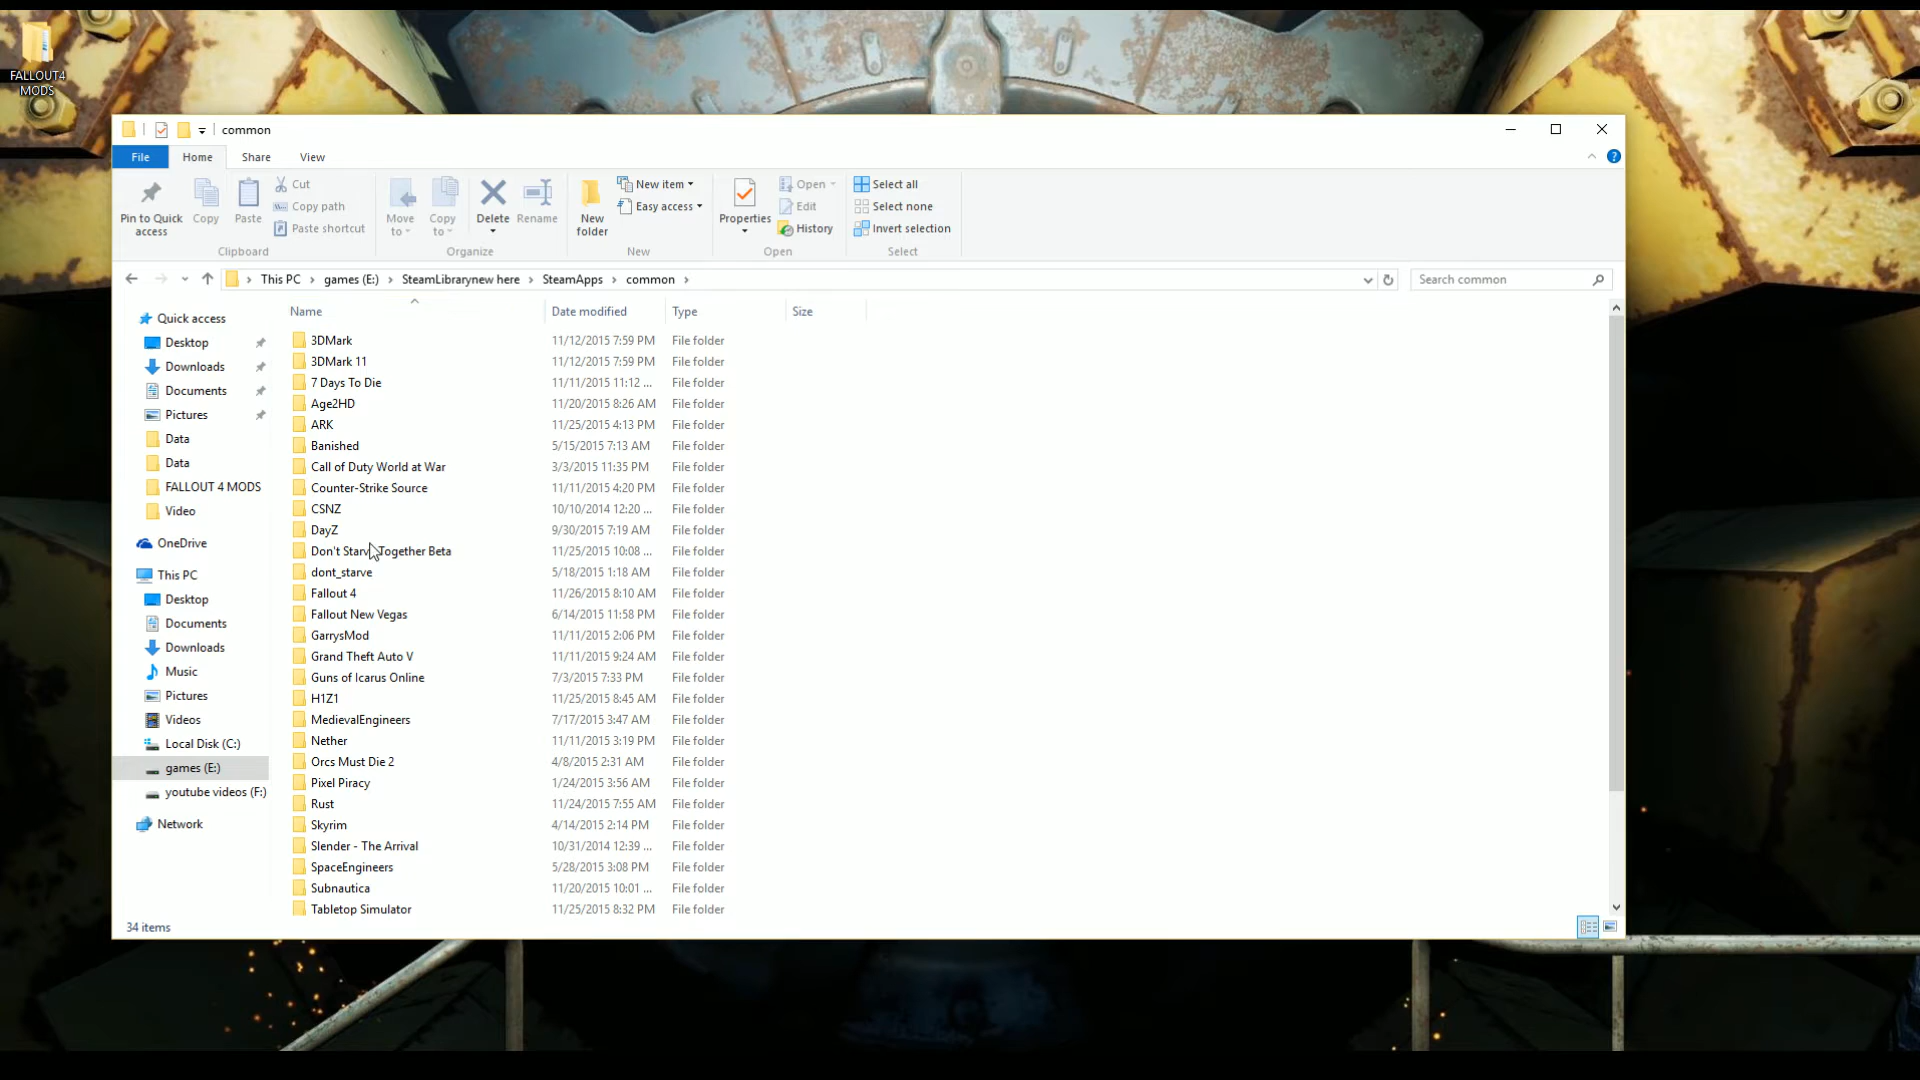 FALLOUT4
MODS
common
File Home Share View
Pin to Quick access
Copy
Paste
Cut
Copy path
Paste shortcut
Clipboard
Move to
Copy to
Delete
Rename
Organize
New folder
New item
Easy access
New
Properties
Open
Edit
History
Open
Select all
Select none
Invert selection
Select
This PC › games (E:) › SteamLibrarynew here › SteamApps › common ›
Search common
Quick access
Desktop
Downloads
Documents
Pictures
Data
Data
FALLOUT 4 MODS
Video
OneDrive
This PC
Desktop
Documents
Downloads
Music
Pictures
Videos
Local Disk (C:)
games (E:)
youtube videos (F:)
Network
Name Date modified Type Size
3DMark 11/12/2015 7:59 PM File folder
3DMark 11 11/12/2015 7:59 PM File folder
7 Days To Die 11/11/2015 11:12 ... File folder
Age2HD 11/20/2015 8:26 AM File folder
ARK 11/25/2015 4:13 PM File folder
Banished 5/15/2015 7:13 AM File folder
Call of Duty World at War 3/3/2015 11:35 PM File folder
Counter-Strike Source 11/11/2015 4:20 PM File folder
CSNZ 10/10/2014 12:20 ... File folder
DayZ 9/30/2015 7:19 AM File folder
Don't Starve Together Beta 11/25/2015 10:08 ... File folder
dont_starve 5/18/2015 1:18 AM File folder
Fallout 4 11/26/2015 8:10 AM File folder
Fallout New Vegas 6/14/2015 11:58 PM File folder
GarrysMod 11/11/2015 2:06 PM File folder
Grand Theft Auto V 11/11/2015 9:24 AM File folder
Guns of Icarus Online 7/3/2015 7:33 PM File folder
H1Z1 11/25/2015 8:45 AM File folder
MedievalEngineers 7/17/2015 3:47 AM File folder
Nether 11/11/2015 3:19 PM File folder
Orcs Must Die 2 4/8/2015 2:31 AM File folder
Pixel Piracy 1/24/2015 3:56 AM File folder
Rust 11/24/2015 7:55 AM File folder
Skyrim 4/14/2015 2:14 PM File folder
Slender - The Arrival 10/31/2014 12:39 ... File folder
SpaceEngineers 5/28/2015 3:08 PM File folder
Subnautica 11/20/2015 10:01 ... File folder
Tabletop Simulator 11/25/2015 8:32 PM File folder
34 items